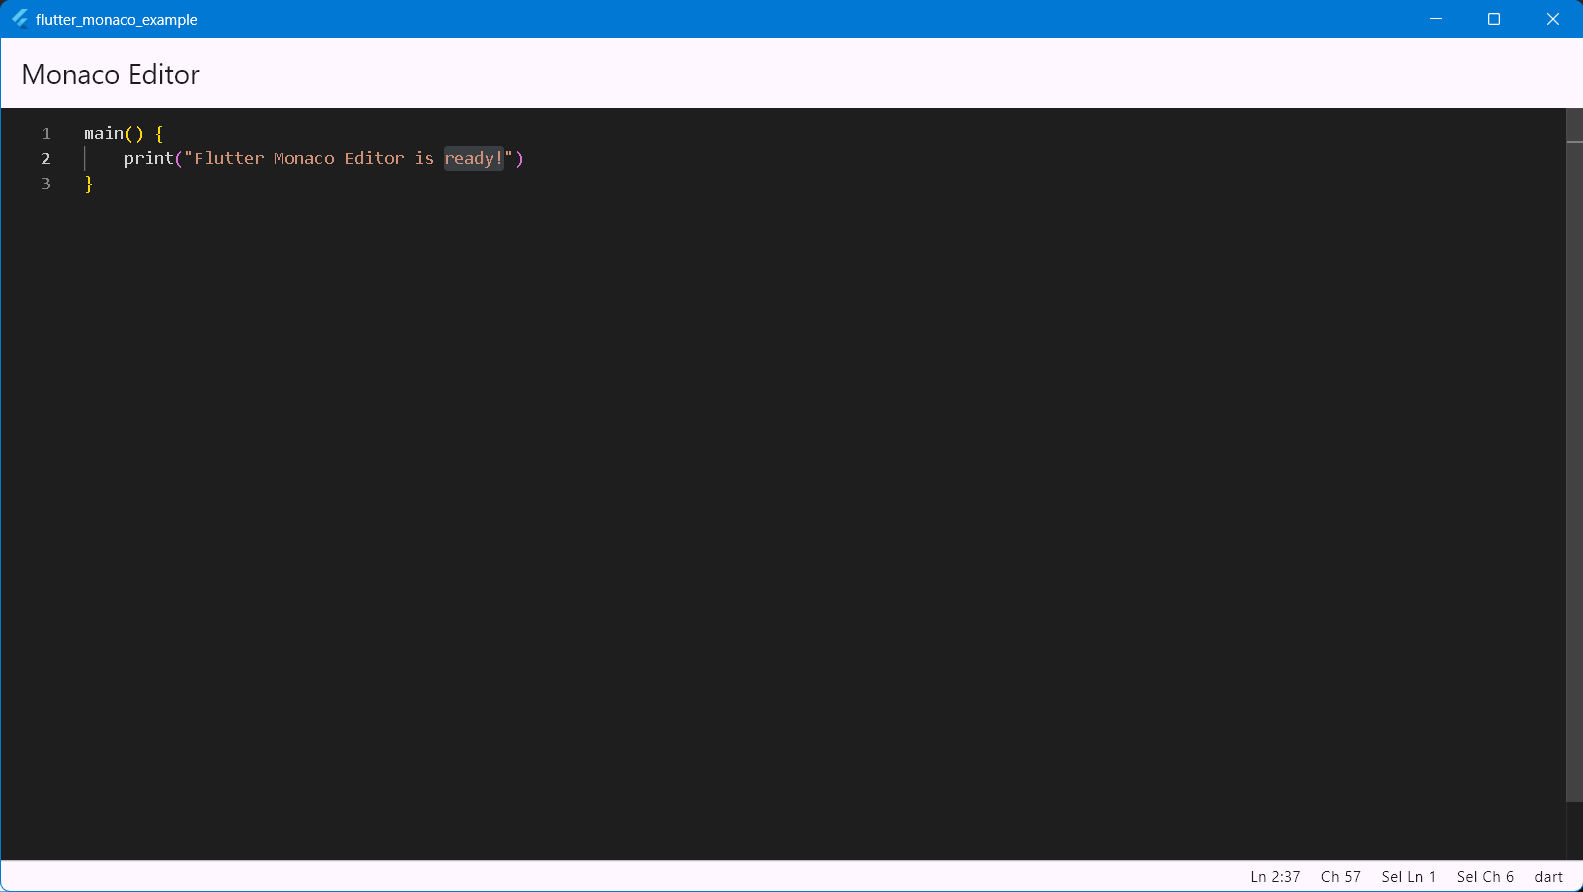 flutter_monaco_example
Monaco Editor
1 main() {
2 print("Flutter Monaco Editor is ready!")
3 }
Ln 2:37 Ch 57 Sel Ln 1 Sel Ch 6 dart